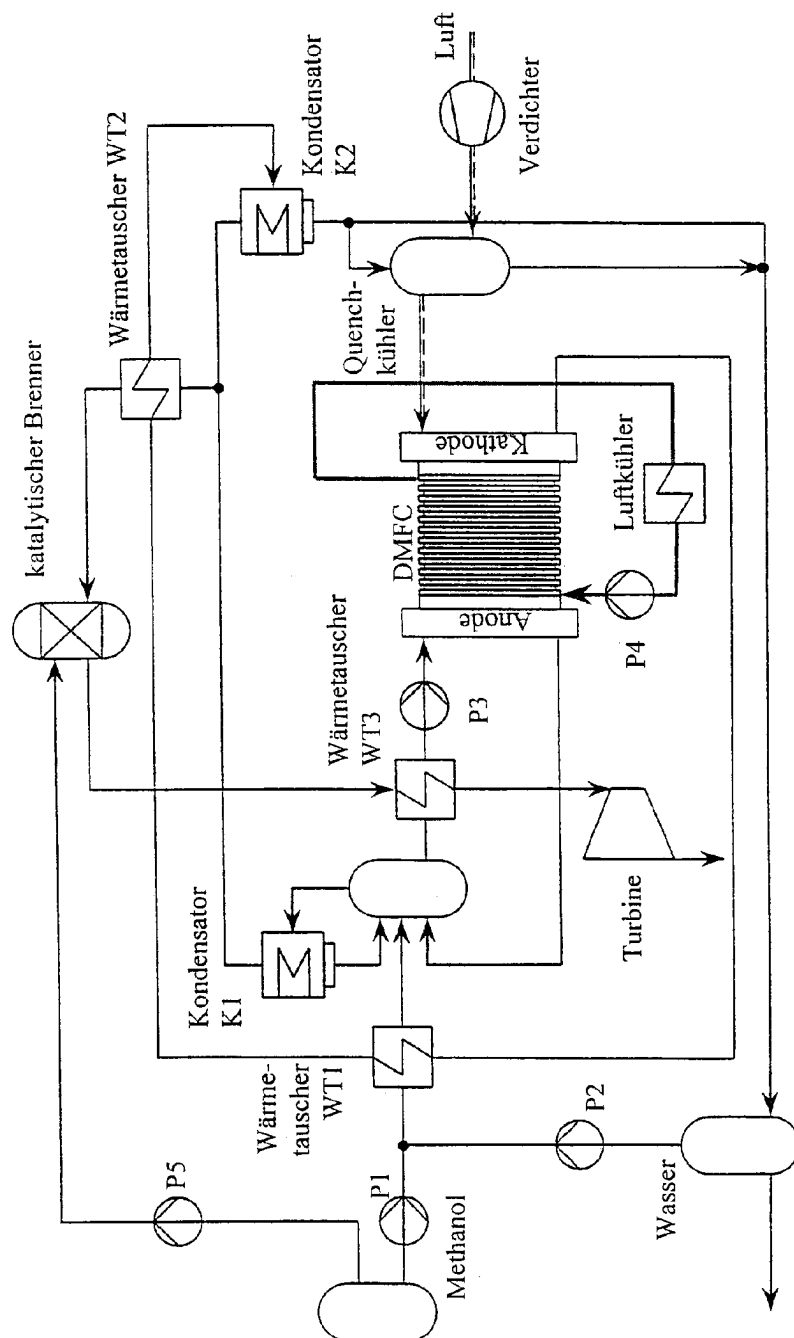 katalytischer Brenner
Wärmetauscher WT2
Kondensator
K2
Luft
Verdichter
Quench-
kühler
Kathode
DMFC
Anode
Luftkühler
P4
Wärmetauscher
WT3
P3
Turbine
Kondensator
K1
Wärme-
tauscher
WT1
P5
P1
Methanol
P2
Wasser